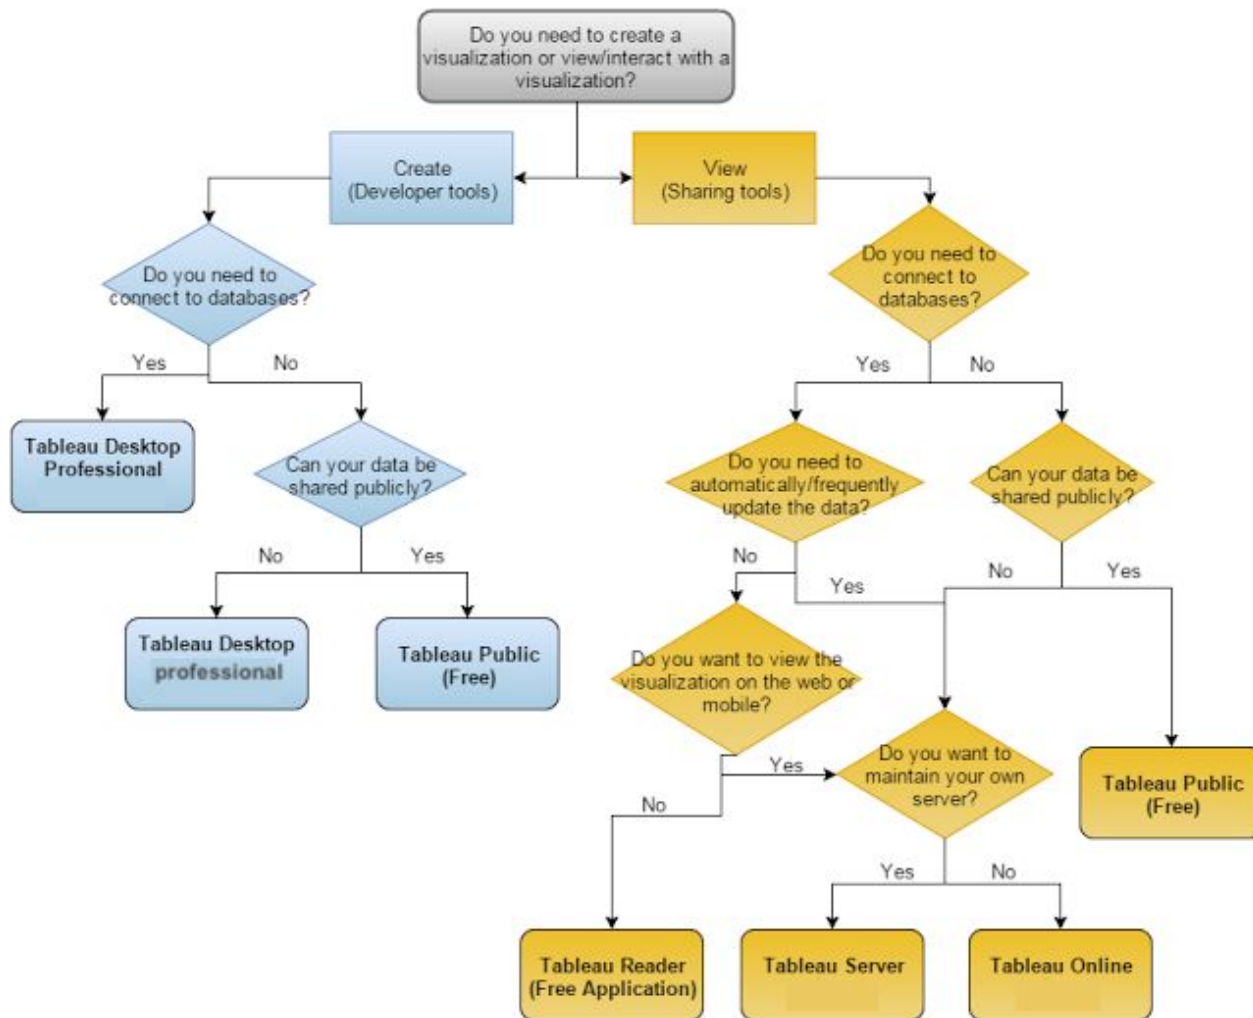 Do you need to create a
visualization or view/interact with a
visualization?
Create
(Developer tools)
View
(Sharing tools)
Do you need to
connect to databases?
Do you need to
connect to
databases?
Yes
No
Yes
No
Tableau Desktop
Professional
Can your data be
shared publicly?
Do you need to
automatically/frequently
update the data?
Can your data be
shared publicly?
No
Yes
No
Yes
No
Yes
Tableau Desktop
professional
Tableau Public
(Free)
Do you want to view the
visualization on the web or
mobile?
Yes
No
Do you want to
maintain your own
server?
Tableau Public
(Free)
Yes
No
Tableau Reader
(Free Application)
Tableau Server
Tableau Online